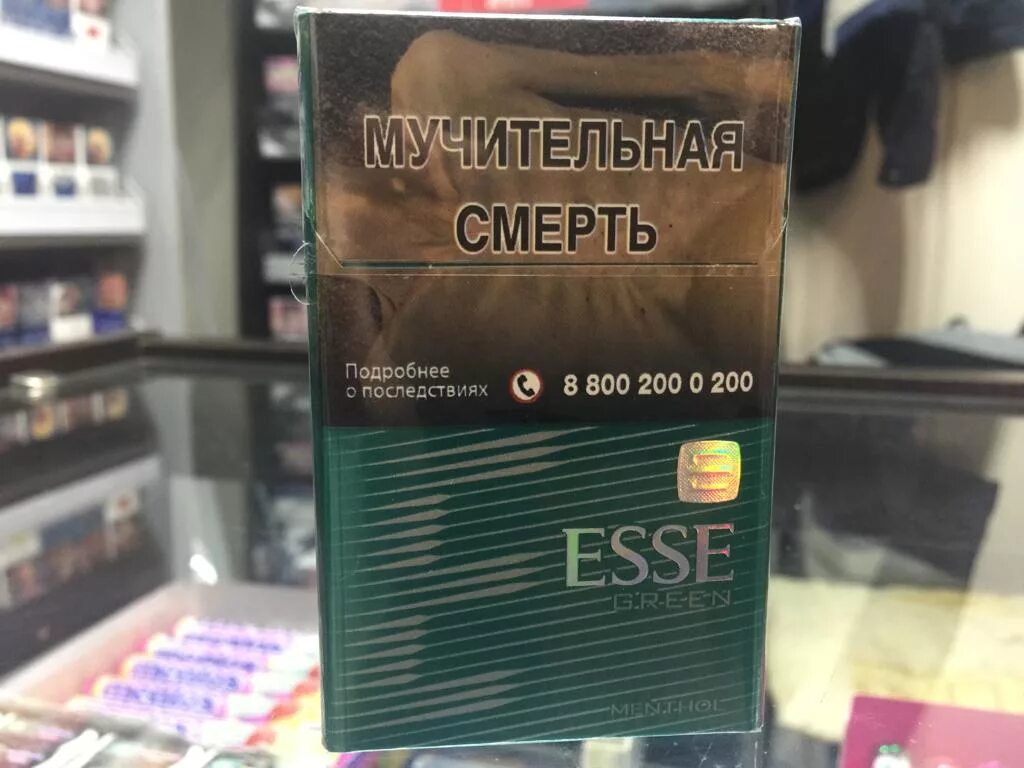 МУЧИТЕЛЬНАЯ
СМЕРТЬ
Подробнее
о последствиях
8 800 200 0 200
ESSE
GREEN
MENTHOL